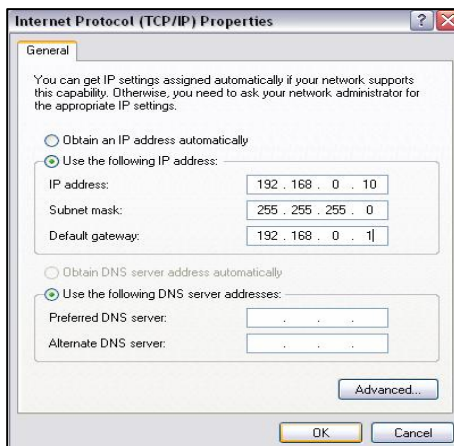 Internet Protocol (TCP/IP) Properties
General
You can get IP settings assigned automatically if your network supports
this capability. Otherwise, you need to ask your network administrator for
the appropriate IP settings.
Obtain an IP address automatically
Use the following IP address:
IP address: 192 . 168 . 0 . 10
Subnet mask: 255 . 255 . 255 . 0
Default gateway: 192 . 168 . 0 . 1
Obtain DNS server address automatically
Use the following DNS server addresses:
Preferred DNS server: . . .
Alternate DNS server: . . .
Advanced...
OK Cancel